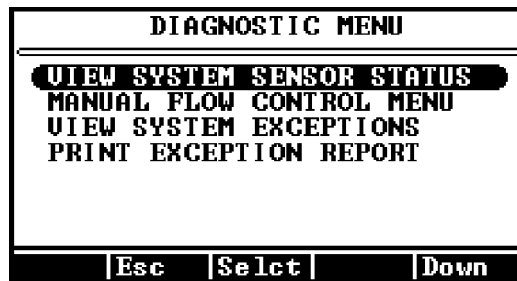 DIAGNOSTIC MENU
VIEW SYSTEM SENSOR STATUS
MANUAL FLOW CONTROL MENU
VIEW SYSTEM EXCEPTIONS
PRINT EXCEPTION REPORT
Esc Selct Down